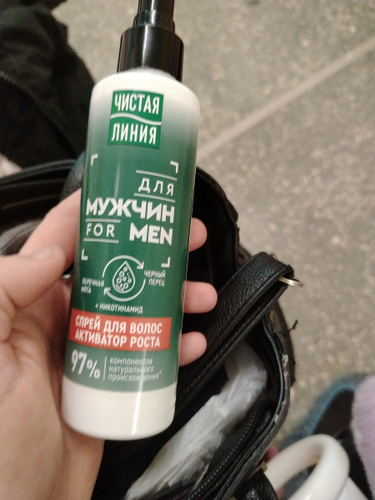 ЧИСТАЯ
ЛИНИЯ
ДЛЯ
МУЖЧИН
FOR MEN
ПЕРЕЧНАЯ
МЯТА
ЧЕРНЫЙ
ПЕРЕЦ
+ НИКОТИНАМИД
СПРЕЙ ДЛЯ ВОЛОС
АКТИВАТОР РОСТА
97%
компонентов
натурального
происхождения*